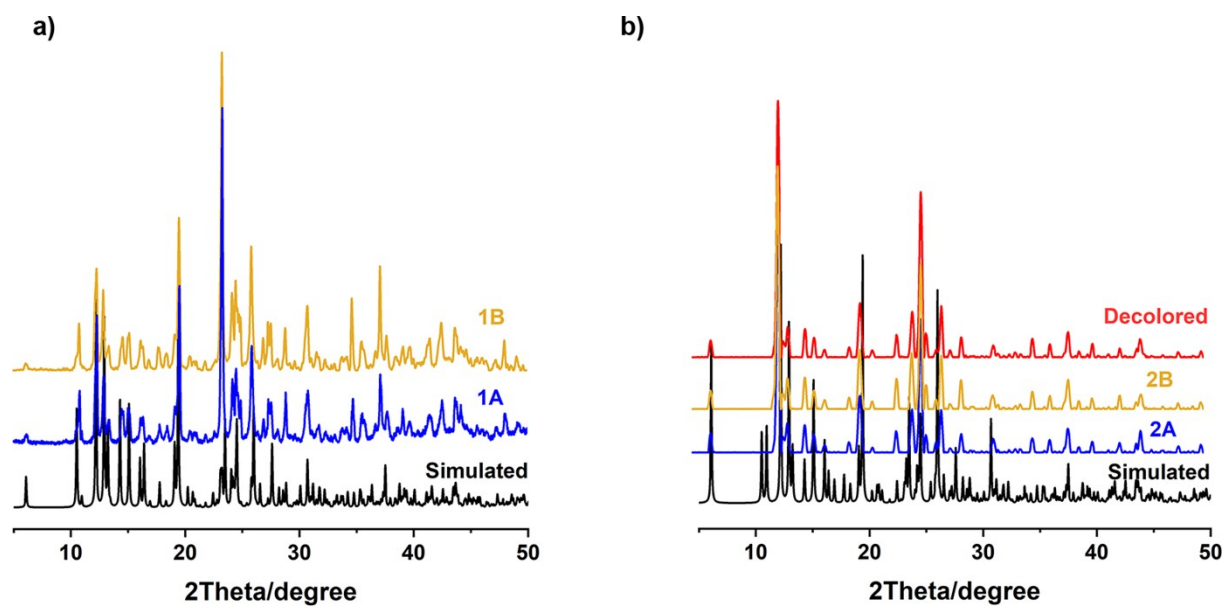 a)
1B
1A
Simulated
10 20 30 40 50
2Theta/degree
b)
Decolored
2B
2A
Simulated
10 20 30 40 50
2Theta/degree